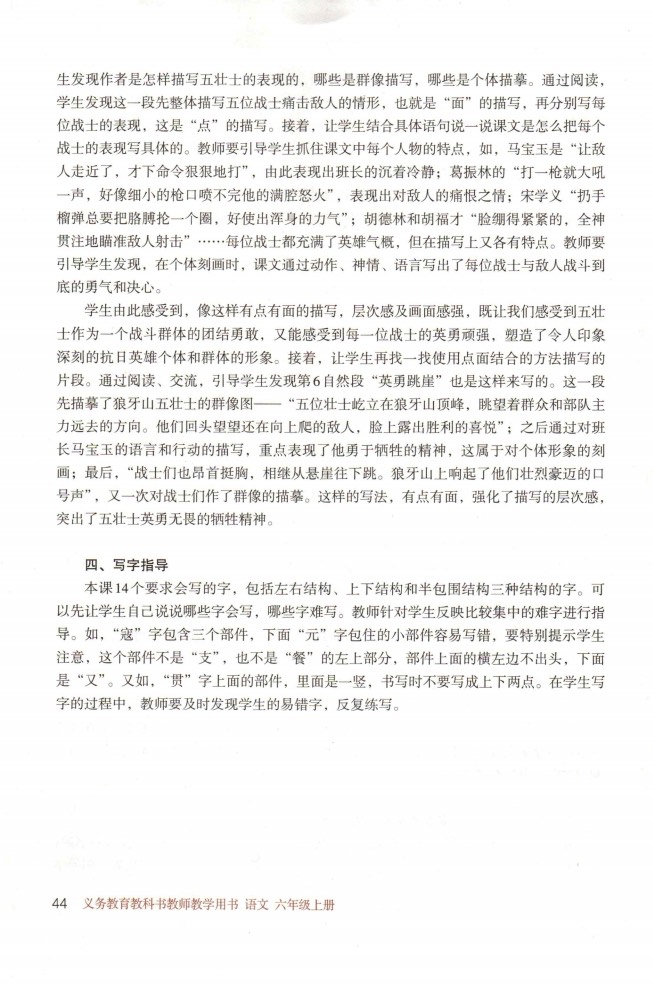 生发现作者是怎样描写五壮士的表现的，哪些是群像描写，哪些是个体描摹。通过阅读，
学生发现这一段先整体描写五位战士痛击敌人的情形，也就是“面”的描写，再分别写每
位战士的表现，这是“点”的描写。接着，让学生结合具体语句说一说课文是怎么把每个
战士的表现写具体的。教师要引导学生抓住课文中每个人物的特点，如，马宝玉是“让敌
人走近了，才下命令狠狠地打”，由此表现出班长的沉着冷静；葛振林的“打一枪就大吼
一声，好像细小的枪口喷不完他的满腔怒火”，表现出对敌人的痛恨之情；宋学义“扔手
榴弹总要把胳膊抡一个圈，好使出浑身的力气”；胡德林和胡福才“脸绷得紧紧的，全神
贯注地瞄准敌人射击”……每位战士都充满了英雄气概，但在描写上又各有特点。教师要
引导学生发现，在个体刻画时，课文通过动作、神情、语言写出了每位战士与敌人战斗到
底的勇气和决心。
学生由此感受到，像这样有点有面的描写，层次感及画面感强，既让我们感受到五壮
士作为一个战斗群体的团结勇敢，又能感受到每一位战士的英勇顽强，塑造了令人印象
深刻的抗日英雄个体和群体的形象。接着，让学生再找一找使用点面结合的方法描写的
片段。通过阅读、交流，引导学生发现第6自然段“英勇跳崖”也是这样来写的。这一段
先描摹了狼牙山五壮士的群像图——“五位壮士屹立在狼牙山顶峰，眺望着群众和部队主
力远去的方向。他们回头望望还在向上爬的敌人，脸上露出胜利的喜悦”；之后通过对班
长马宝玉的语言和行动的描写，重点表现了他勇于牺牲的精神，这属于对个体形象的刻
画；最后，“战士们也昂首挺胸，相继从悬崖往下跳。狼牙山上响起了他们壮烈豪迈的口
号声”，又一次对战士们作了群像的描摹。这样的写法，有点有面，强化了描写的层次感，
突出了五壮士英勇无畏的牺牲精神。
四、写字指导
本课14个要求会写的字，包括左右结构、上下结构和半包围结构三种结构的字。可
以先让学生自己说说哪些字会写，哪些字难写。教师针对学生反映比较集中的难字进行指
导。如，“寇”字包含三个部件，下面“元”字包住的小部件容易写错，要特别提示学生
注意，这个部件不是“支”，也不是“餐”的左上部分，部件上面的横左边不出头，下面
是“又”。又如，“贯”字上面的部件，里面是一竖，书写时不要写成上下两点。在学生写
字的过程中，教师要及时发现学生的易错字，反复练写。
44 义务教育教科书教师教学用书 语文 六年级上册